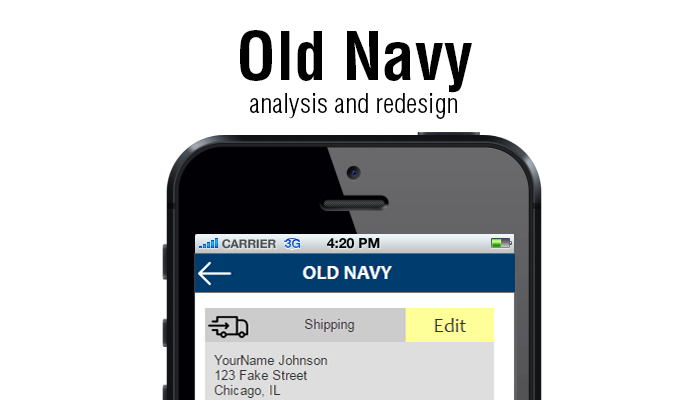 Old Navy
analysis and redesign
CARRIER 3G 4:20 PM
OLD NAVY
Shipping Edit
YourName Johnson
123 Fake Street
Chicago, IL